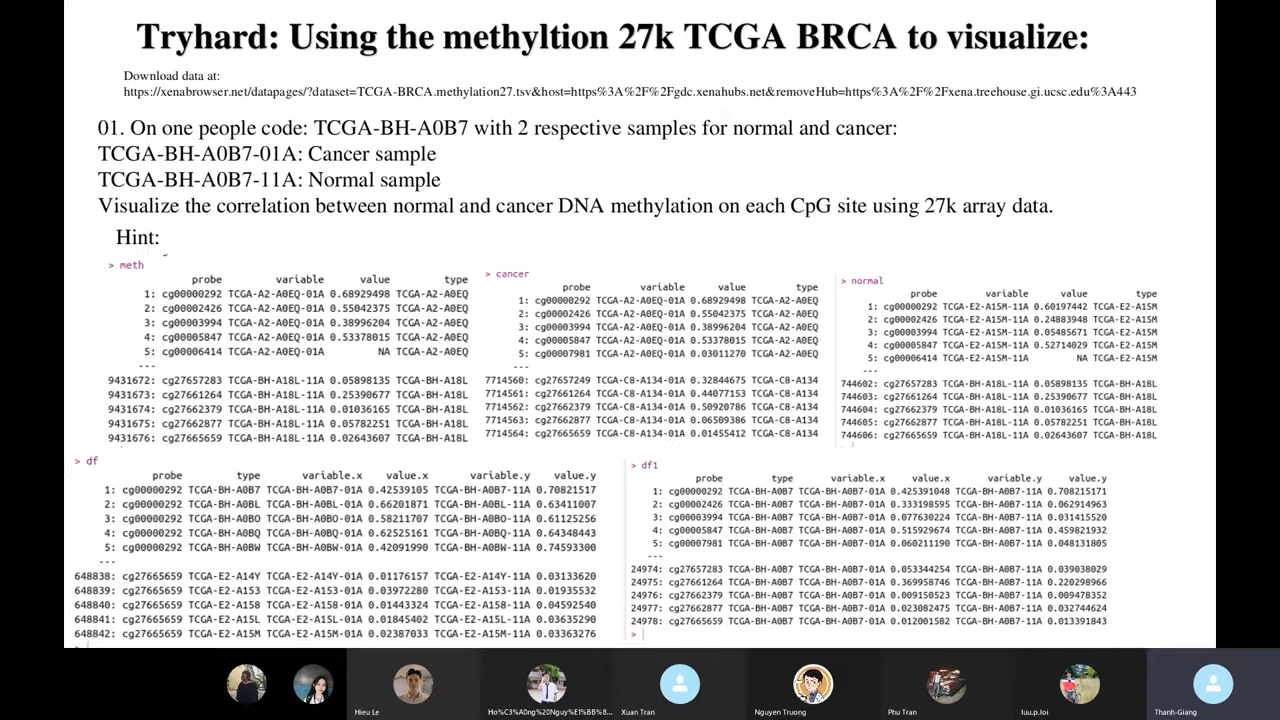 Tryhard: Using the methyltion 27k TCGA BRCA to visualize:
Download data at:
https://xenabrowser.net/datapages/?dataset=TCGA-BRCA.methylation27.tsv&host=https%3A%2F%2Fgdc.xenahubs.net&removeHub=https%3A%2F%2Fxena.treehouse.gi.ucsc.edu%3A443
01. On one people code: TCGA-BH-A0B7 with 2 respective samples for normal and cancer:
TCGA-BH-A0B7-01A: Cancer sample
TCGA-BH-A0B7-11A: Normal sample
Visualize the correlation between normal and cancer DNA methylation on each CpG site using 27k array data.
Hint:
> meth
probe variable value type
1: cg00000292 TCGA-A2-A0EQ-01A 0.68929498 TCGA-A2-A0EQ
2: cg00002426 TCGA-A2-A0EQ-01A 0.55042375 TCGA-A2-A0EQ
3: cg00003994 TCGA-A2-A0EQ-01A 0.38996204 TCGA-A2-A0EQ
4: cg00005847 TCGA-A2-A0EQ-01A 0.53378015 TCGA-A2-A0EQ
5: cg00006414 TCGA-A2-A0EQ-01A NA TCGA-A2-A0EQ
---
9431672: cg27657283 TCGA-BH-A18L-11A 0.05898135 TCGA-BH-A18L
9431673: cg27661264 TCGA-BH-A18L-11A 0.25390677 TCGA-BH-A18L
9431674: cg27662379 TCGA-BH-A18L-11A 0.01036165 TCGA-BH-A18L
9431675: cg27662877 TCGA-BH-A18L-11A 0.05782251 TCGA-BH-A18L
9431676: cg27665659 TCGA-BH-A18L-11A 0.02643607 TCGA-BH-A18L
> cancer
probe variable value type
1: cg00000292 TCGA-A2-A0EQ-01A 0.68929498 TCGA-A2-A0EQ
2: cg00002426 TCGA-A2-A0EQ-01A 0.55042375 TCGA-A2-A0EQ
3: cg00003994 TCGA-A2-A0EQ-01A 0.38996204 TCGA-A2-A0EQ
4: cg00005847 TCGA-A2-A0EQ-01A 0.53378015 TCGA-A2-A0EQ
5: cg00007981 TCGA-A2-A0EQ-01A 0.03011270 TCGA-A2-A0EQ
---
7714560: cg27657249 TCGA-C8-A134-01A 0.32844675 TCGA-C8-A134
7714561: cg27661264 TCGA-C8-A134-01A 0.44077153 TCGA-C8-A134
7714562: cg27662379 TCGA-C8-A134-01A 0.50920786 TCGA-C8-A134
7714563: cg27662877 TCGA-C8-A134-01A 0.06509386 TCGA-C8-A134
7714564: cg27665659 TCGA-C8-A134-01A 0.01455412 TCGA-C8-A134
> normal
probe variable value type
1: cg00000292 TCGA-E2-A15M-11A 0.60197442 TCGA-E2-A15M
2: cg00002426 TCGA-E2-A15M-11A 0.24883948 TCGA-E2-A15M
3: cg00003994 TCGA-E2-A15M-11A 0.05485671 TCGA-E2-A15M
4: cg00005847 TCGA-E2-A15M-11A 0.52714029 TCGA-E2-A15M
5: cg00006414 TCGA-E2-A15M-11A NA TCGA-E2-A15M
---
744602: cg27657283 TCGA-BH-A18L-11A 0.05898135 TCGA-BH-A18L
744603: cg27661264 TCGA-BH-A18L-11A 0.25390677 TCGA-BH-A18L
744604: cg27662379 TCGA-BH-A18L-11A 0.01036165 TCGA-BH-A18L
744605: cg27662877 TCGA-BH-A18L-11A 0.05782251 TCGA-BH-A18L
744606: cg27665659 TCGA-BH-A18L-11A 0.02643607 TCGA-BH-A18L
> df
probe type variable.x value.x variable.y value.y
1: cg00000292 TCGA-BH-A0B7 TCGA-BH-A0B7-01A 0.42539105 TCGA-BH-A0B7-11A 0.70821517
2: cg00000292 TCGA-BH-A0BL TCGA-BH-A0BL-01A 0.66201871 TCGA-BH-A0BL-11A 0.63411007
3: cg00000292 TCGA-BH-A0BO TCGA-BH-A0BO-01A 0.58211707 TCGA-BH-A0BO-11A 0.61125256
4: cg00000292 TCGA-BH-A0BQ TCGA-BH-A0BQ-01A 0.62525161 TCGA-BH-A0BQ-11A 0.64348443
5: cg00000292 TCGA-BH-A0BW TCGA-BH-A0BW-01A 0.42091990 TCGA-BH-A0BW-11A 0.74593300
---
648838: cg27665659 TCGA-E2-A14Y TCGA-E2-A14Y-01A 0.01176157 TCGA-E2-A14Y-11A 0.03133620
648839: cg27665659 TCGA-E2-A153 TCGA-E2-A153-01A 0.03972280 TCGA-E2-A153-11A 0.01935532
648840: cg27665659 TCGA-E2-A158 TCGA-E2-A158-01A 0.01443324 TCGA-E2-A158-11A 0.04592540
648841: cg27665659 TCGA-E2-A15L TCGA-E2-A15L-01A 0.01845402 TCGA-E2-A15L-11A 0.03635290
648842: cg27665659 TCGA-E2-A15M TCGA-E2-A15M-01A 0.02387033 TCGA-E2-A15M-11A 0.03363276
> df1
probe type variable.x value.x variable.y value.y
1: cg00000292 TCGA-BH-A0B7 TCGA-BH-A0B7-01A 0.425391048 TCGA-BH-A0B7-11A 0.708215171
2: cg00002426 TCGA-BH-A0B7 TCGA-BH-A0B7-01A 0.333198595 TCGA-BH-A0B7-11A 0.062914963
3: cg00003994 TCGA-BH-A0B7 TCGA-BH-A0B7-01A 0.077630224 TCGA-BH-A0B7-11A 0.031415520
4: cg00005847 TCGA-BH-A0B7 TCGA-BH-A0B7-01A 0.515929674 TCGA-BH-A0B7-11A 0.459821932
5: cg00007981 TCGA-BH-A0B7 TCGA-BH-A0B7-01A 0.060211190 TCGA-BH-A0B7-11A 0.048131805
---
24974: cg27657283 TCGA-BH-A0B7 TCGA-BH-A0B7-01A 0.053344254 TCGA-BH-A0B7-11A 0.039038029
24975: cg27661264 TCGA-BH-A0B7 TCGA-BH-A0B7-01A 0.369958746 TCGA-BH-A0B7-11A 0.220298966
24976: cg27662379 TCGA-BH-A0B7 TCGA-BH-A0B7-01A 0.009150523 TCGA-BH-A0B7-11A 0.009478352
24977: cg27662877 TCGA-BH-A0B7 TCGA-BH-A0B7-01A 0.023082475 TCGA-BH-A0B7-11A 0.032744624
24978: cg27665659 TCGA-BH-A0B7 TCGA-BH-A0B7-01A 0.012001582 TCGA-BH-A0B7-11A 0.013391843
>
Hieu Le
Ho%C3%A0ng%20Nguy%E1%BB%8...
Xuan Tran
Nguyen Truong
Phu Tran
luu.p.loi
Thanh-Giang